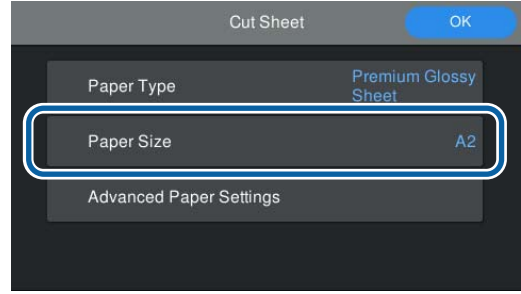 Cut Sheet
OK
Paper Type
Premium Glossy
Sheet
Paper Size
A2
Advanced Paper Settings